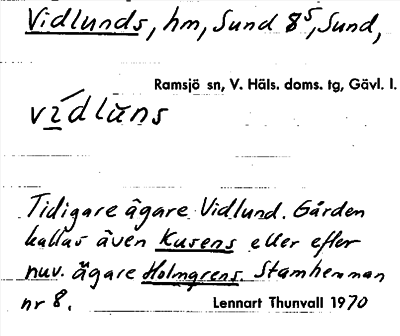 Vidlunds, hm, Sund 8⁵, Sund,
Ramsjö sn, V. Häls. doms. tg, Gävl. l.
vídlŭns
Tidigare ägare Vidlund. Gården
kallas även Kusens eller efter
nuv. ägare Holmgrens. Stamhemman
nr 8.
Lennart Thunvall 1970